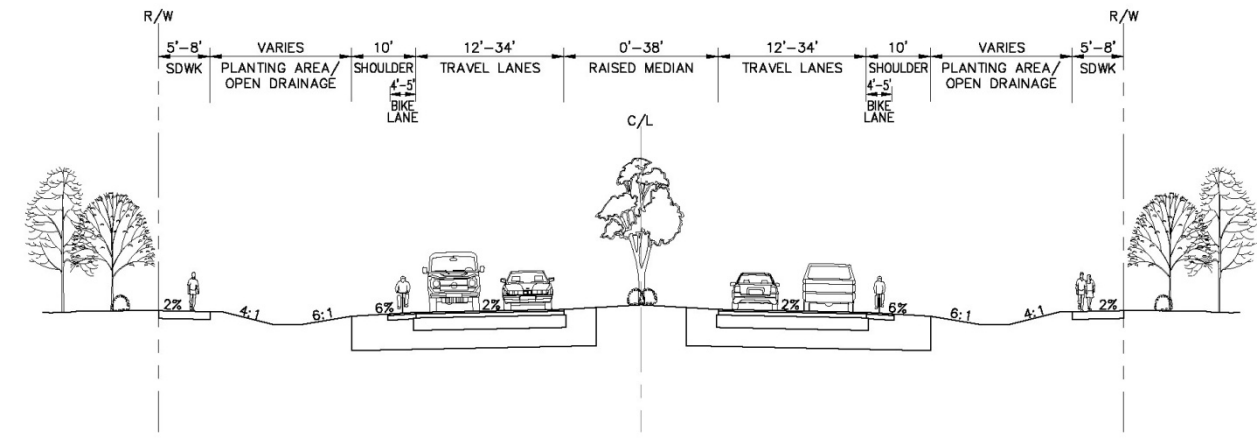 R/W R/W
5'-8' VARIES 10' 12'-34' 0'-38' 12'-34' 10' VARIES 5'-8'
SDWK PLANTING AREA/ SHOULDER TRAVEL LANES RAISED MEDIAN TRAVEL LANES SHOULDER PLANTING AREA/ SDWK
OPEN DRAINAGE 4'-5' 4'-5' OPEN DRAINAGE
BIKE BIKE
LANE LANE
C/L
2% 4:1 6:1 6% 2% 2% 6% 6:1 4:1 2%